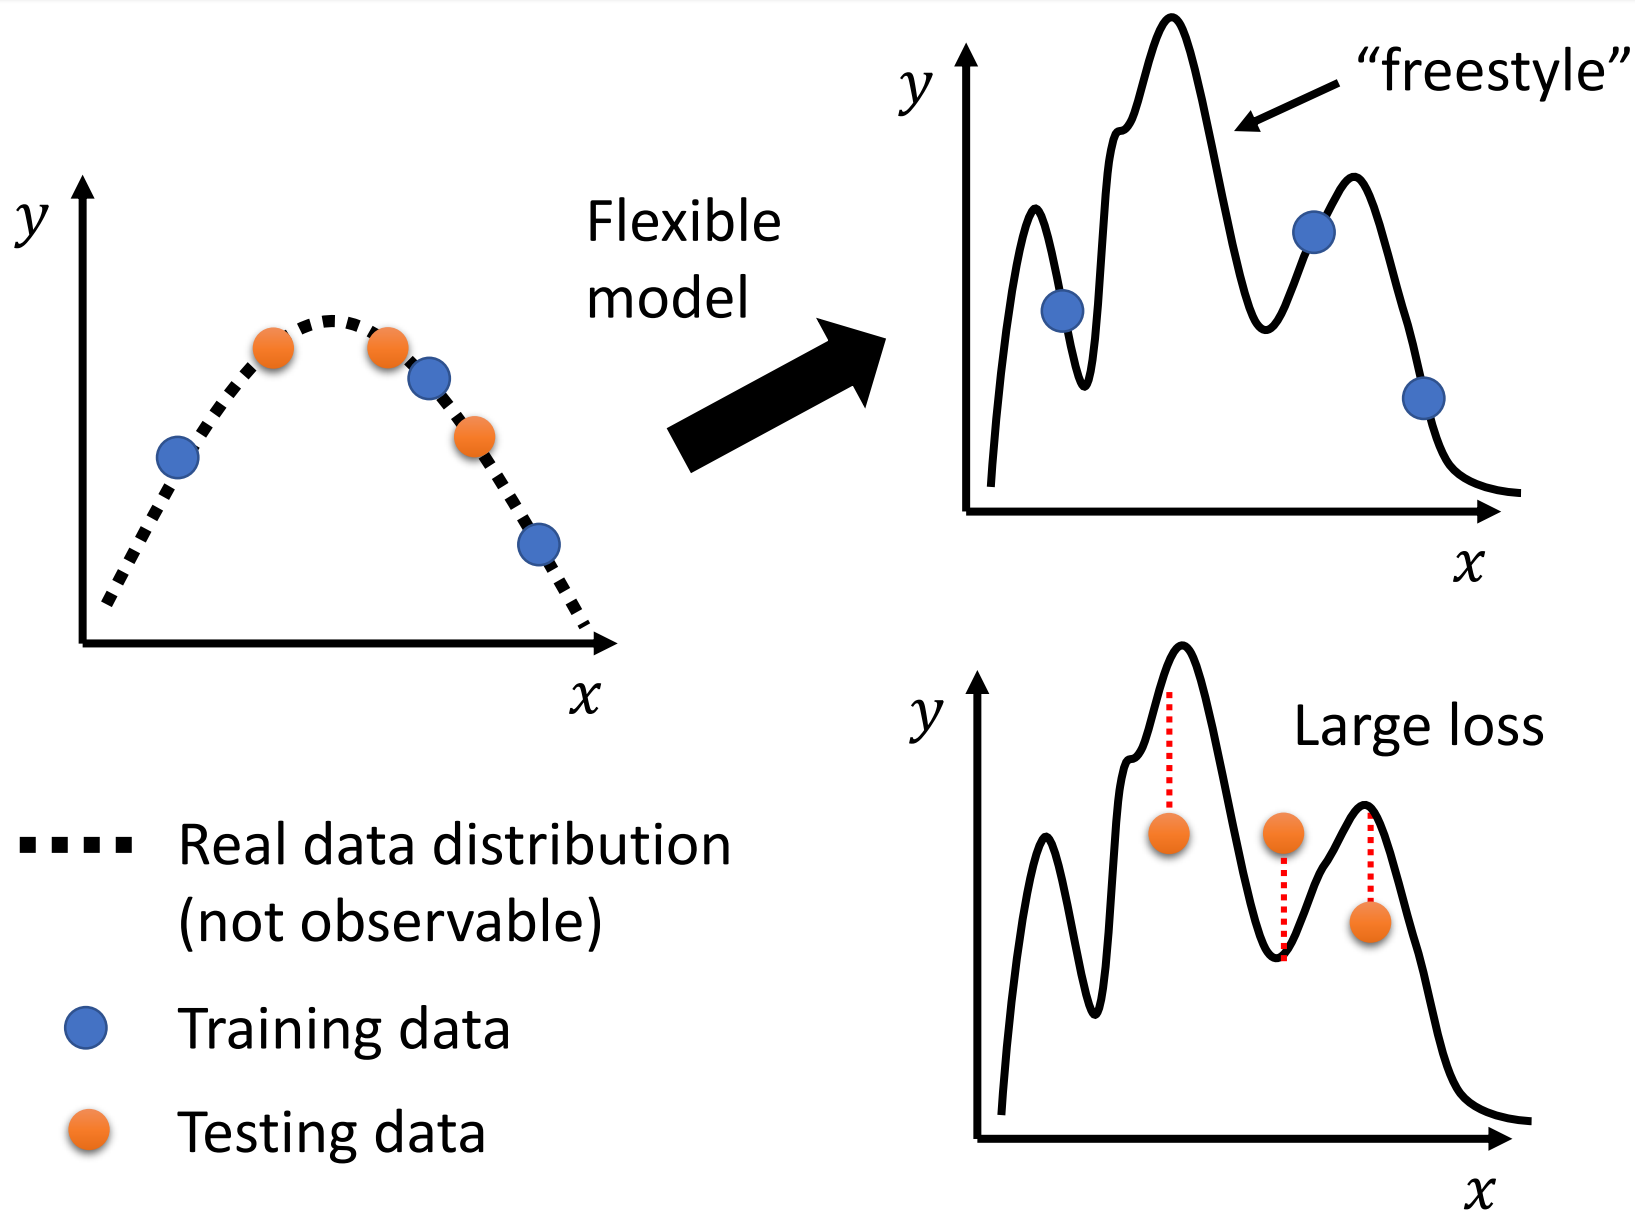 y
x
Flexible
model
y
"freestyle"
x
y
Large loss
x
Real data distribution
(not observable)
Training data
Testing data